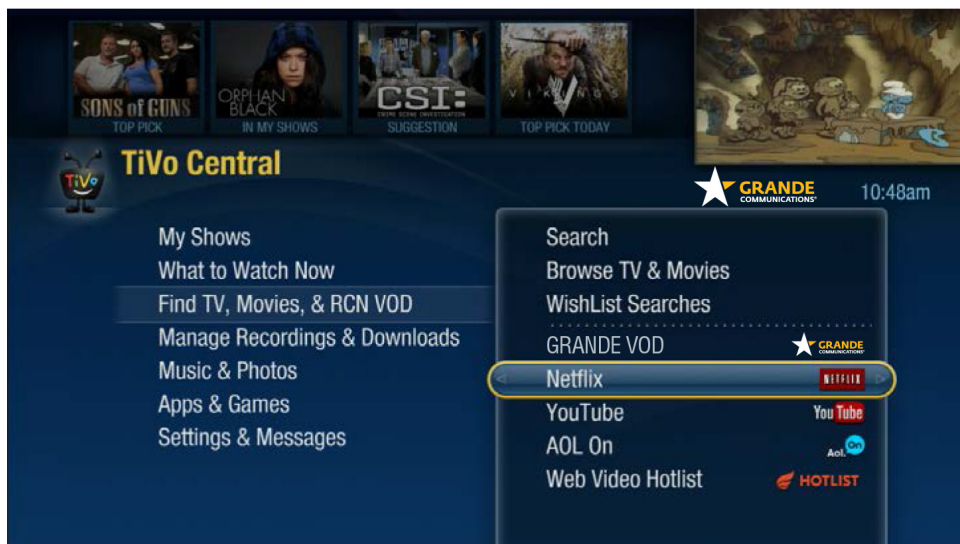 SONS of GUNS
TOP PICK
ORPHAN
BLACK
IN MY SHOWS
CSI:
CRIME SCENE INVESTIGATION
SUGGESTION
VIKINGS
TOP PICK TODAY
TiVo
TiVo Central
GRANDE
COMMUNICATIONS®
10:48am
My Shows
What to Watch Now
Find TV, Movies, & RCN VOD
Manage Recordings & Downloads
Music & Photos
Apps & Games
Settings & Messages
Search
Browse TV & Movies
WishList Searches
GRANDE VOD GRANDE
COMMUNICATIONS®
Netflix NETFLIX
YouTube You Tube
AOL On Aol. On
Web Video Hotlist HOTLIST